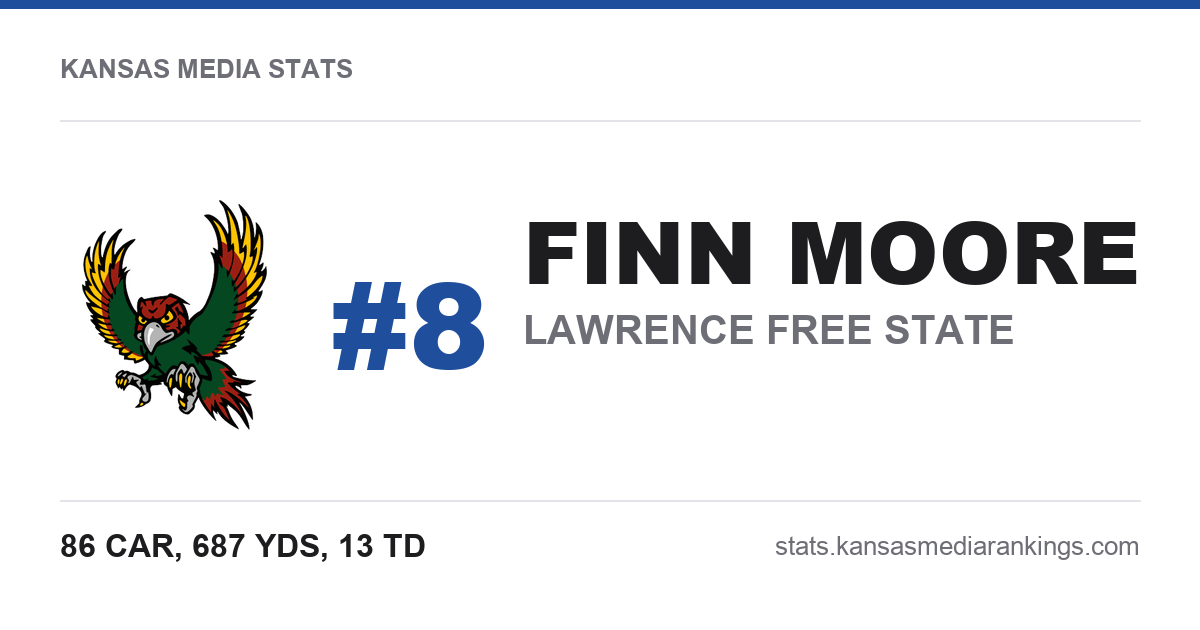 KANSAS MEDIA STATS
#8
FINN MOORE
LAWRENCE FREE STATE
86 CAR, 687 YDS, 13 TD
stats.kansasmediarankings.com